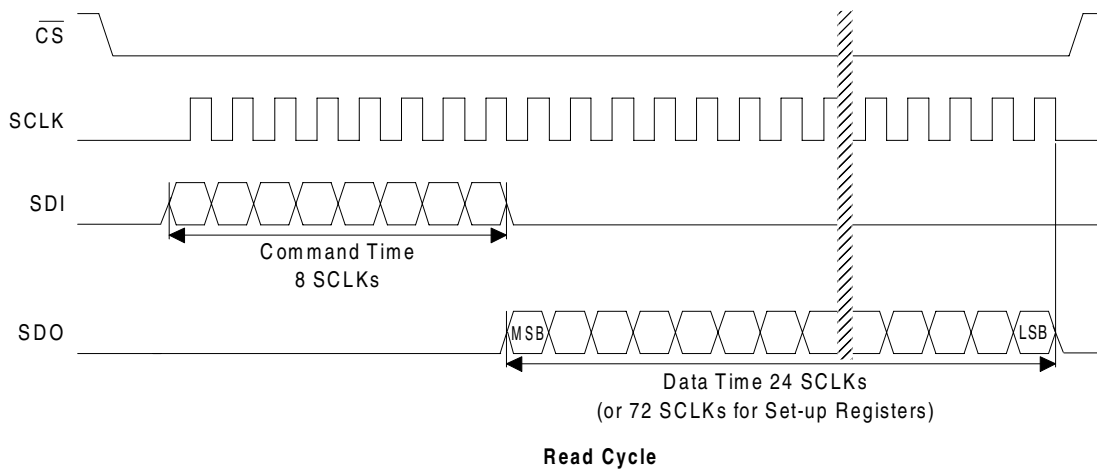 CS
SCLK
SDI
Command Time
8 SCLKs
SDO
MSB
LSB
Data Time 24 SCLKs
(or 72 SCLKs for Set-up Registers)
Read Cycle